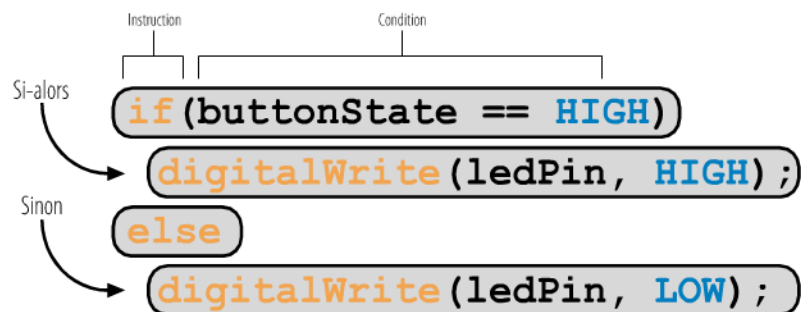 Instruction Condition
Si-alors
if(buttonState == HIGH)
digitalWrite(ledPin, HIGH);
Sinon
else
digitalWrite(ledPin, LOW);